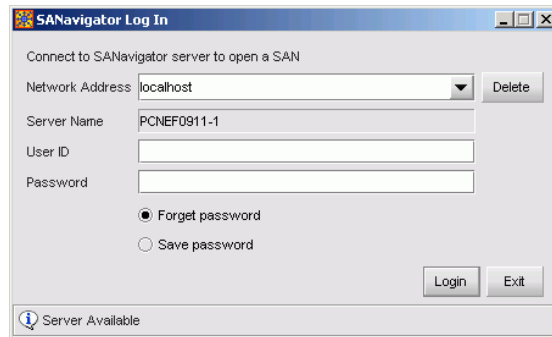 SANavigator Log In
Connect to SANavigator server to open a SAN
Network Address localhost Delete
Server Name PCNEF0911-1
User ID
Password
Forget password
Save password
Login Exit
Server Available